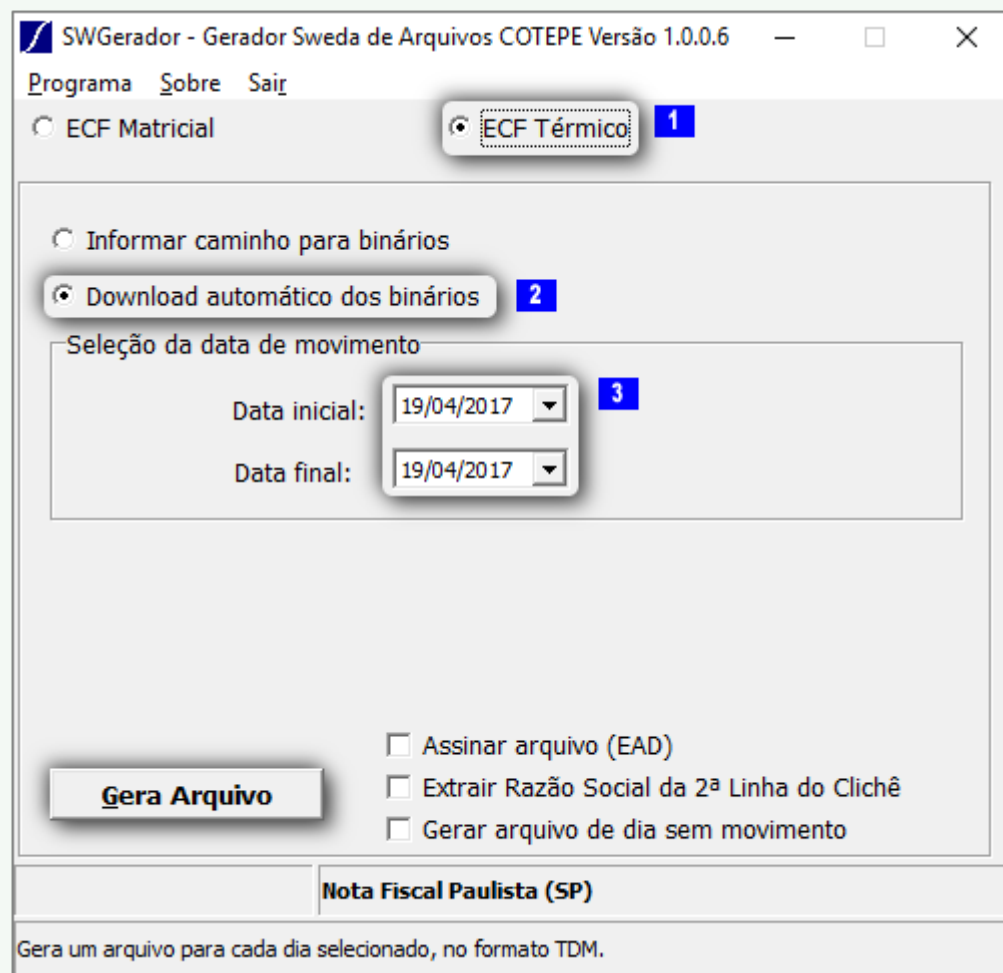 SWGerador - Gerador Sweda de Arquivos COTEPE Versão 1.0.0.6
Programa Sobre Sair
ECF Matricial ECF Térmico 1
Informar caminho para binários
Download automático dos binários 2
Seleção da data de movimento
Data inicial: 19/04/2017 3
Data final: 19/04/2017
Assinar arquivo (EAD)
Gera Arquivo Extrair Razão Social da 2ª Linha do Clichê
Gerar arquivo de dia sem movimento
Nota Fiscal Paulista (SP)
Gera um arquivo para cada dia selecionado, no formato TDM.